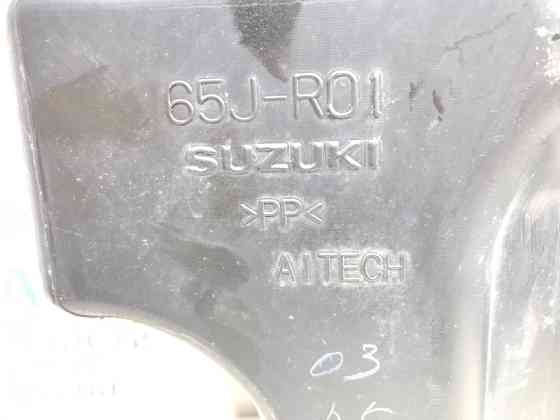 65J-R01
SUZUKI
>PP<
AITECH
03